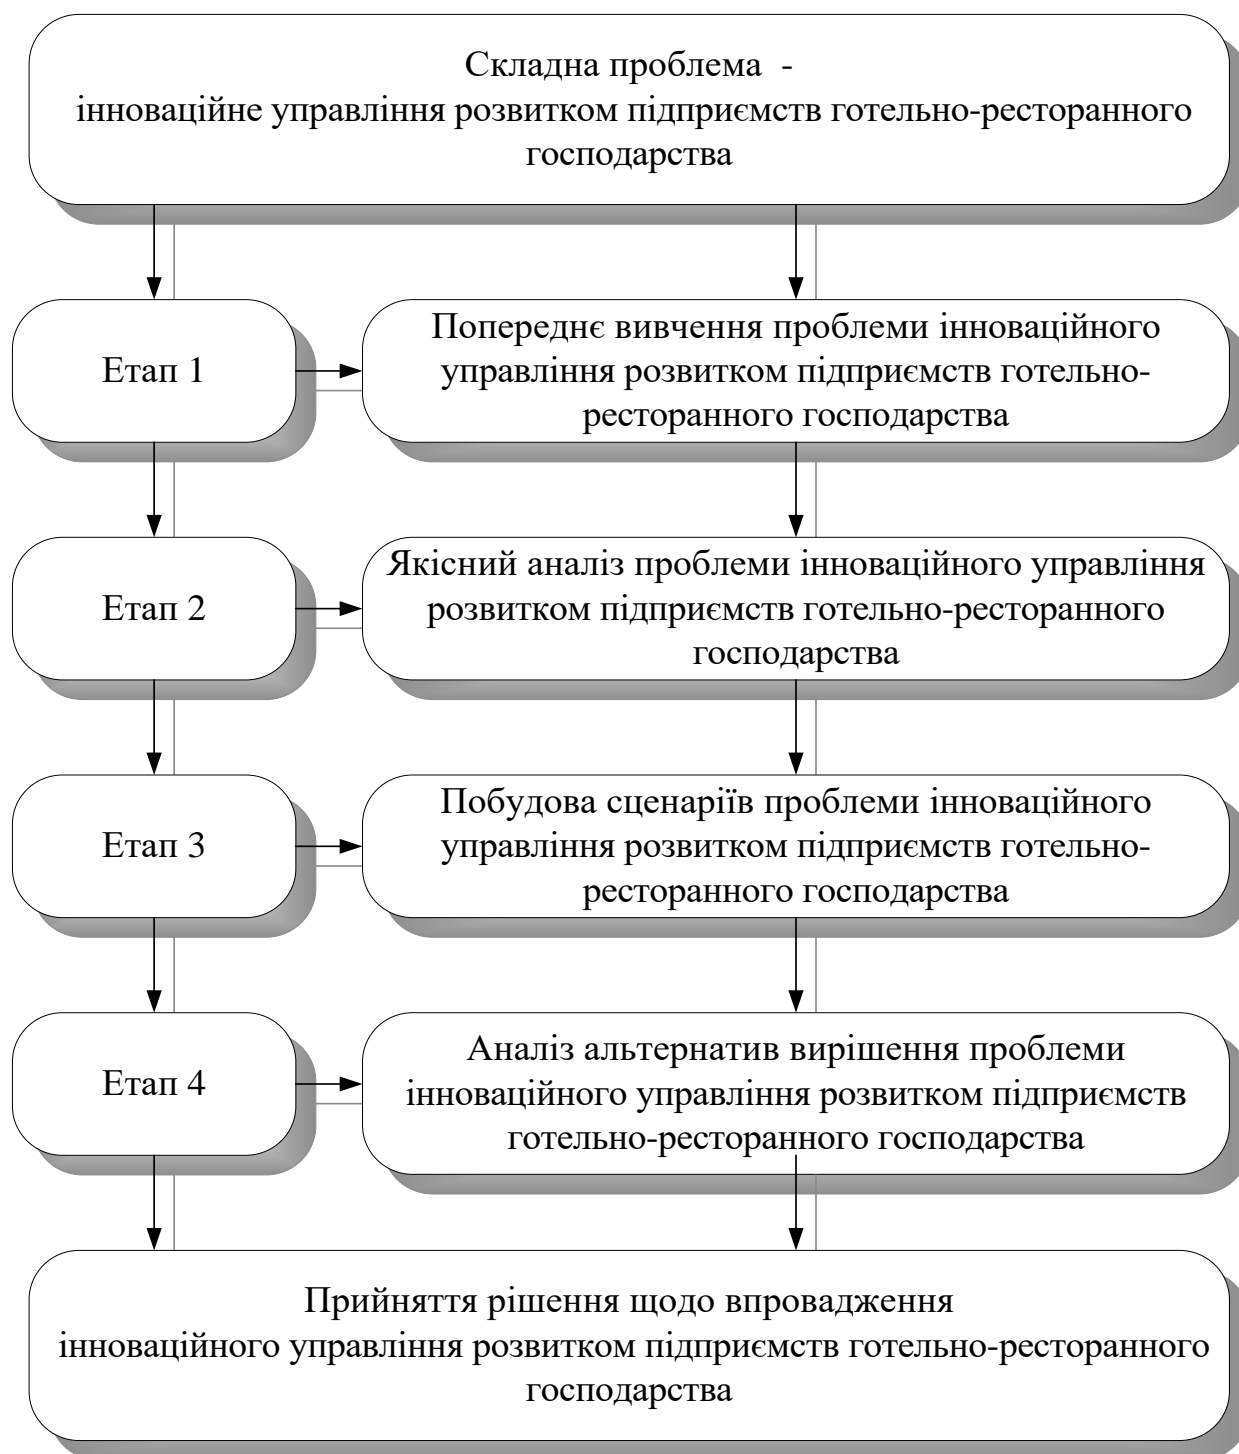 Складна проблема -
інноваційне управління розвитком підприємств готельно-ресторанного
господарства
Етап 1
Попереднє вивчення проблеми інноваційного
управління розвитком підприємств готельно-
ресторанного господарства
Етап 2
Якісний аналіз проблеми інноваційного управління
розвитком підприємств готельно-ресторанного
господарства
Етап 3
Побудова сценаріїв проблеми інноваційного
управління розвитком підприємств готельно-
ресторанного господарства
Етап 4
Аналіз альтернатив вирішення проблеми
інноваційного управління розвитком підприємств
готельно-ресторанного господарства
Прийняття рішення щодо впровадження
інноваційного управління розвитком підприємств готельно-ресторанного
господарства